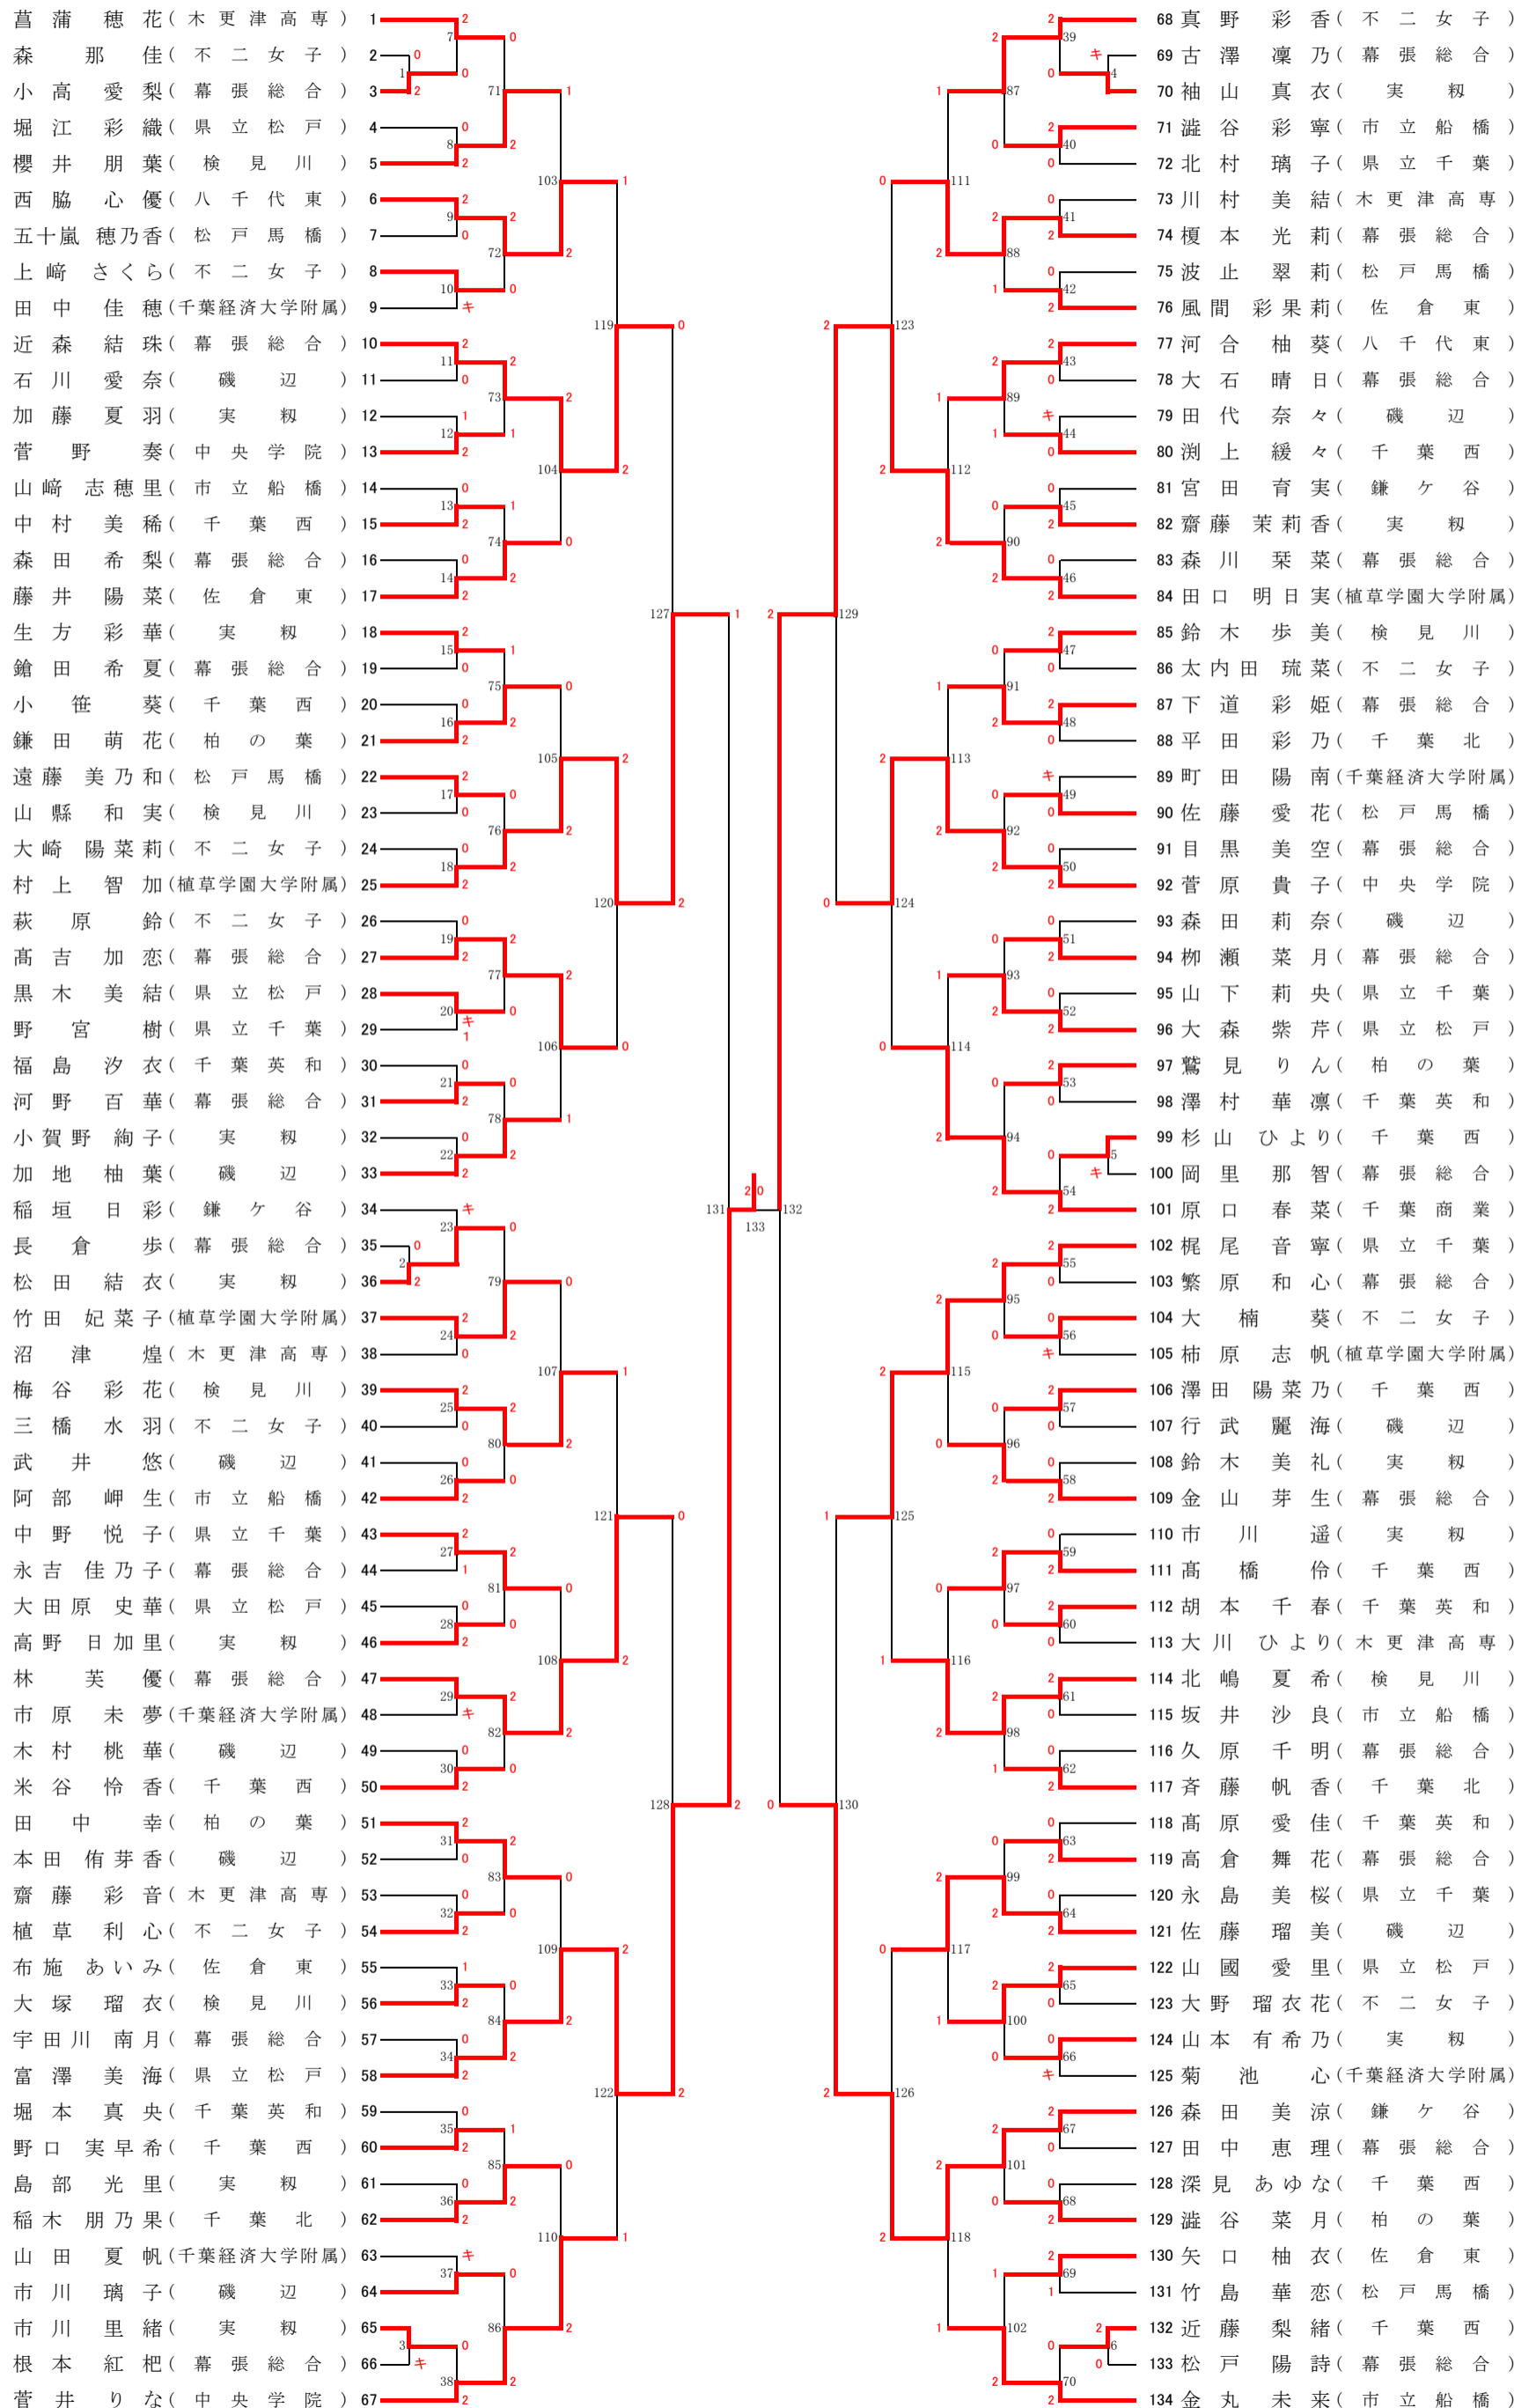 菖蒲 穂花(木更津高専) 1
森 那佳(不二女子) 2
小高 愛梨(幕張総合) 3
堀江 彩織(県立松戸) 4
櫻井 朋葉(検見川) 5
西脇 心優(八千代東) 6
五十嵐 穂乃香(松戸馬橋) 7
上﨑 さくら(不二女子) 8
田中 佳穂(千葉経済大学附属) 9
近森 結珠(幕張総合) 10
石川 愛奈(磯辺) 11
加藤 夏羽(実籾) 12
菅野 奏(中央学院) 13
山﨑 志穂里(市立船橋) 14
中村 美稀(千葉西) 15
森田 希梨(幕張総合) 16
藤井 陽菜(佐倉東) 17
生方 彩華(実籾) 18
鎗田 希夏(幕張総合) 19
小笹 葵(千葉西) 20
鎌田 萌花(柏の葉) 21
遠藤 美乃和(松戸馬橋) 22
山縣 和実(検見川) 23
大崎 陽菜莉(不二女子) 24
村上 智加(植草学園大学附属) 25
萩原 鈴(不二女子) 26
髙吉 加恋(幕張総合) 27
黒木 美結(県立松戸) 28
野宮 樹(県立千葉) 29
福島 汐衣(千葉英和) 30
河野 百華(幕張総合) 31
小賀野 絢子(実籾) 32
加地 柚葉(磯辺) 33
稲垣 日彩(鎌ケ谷) 34
長倉 歩(幕張総合) 35
松田 結衣(実籾) 36
竹田 妃菜子(植草学園大学附属) 37
沼津 煌(木更津高専) 38
梅谷 彩花(検見川) 39
三橋 水羽(不二女子) 40
武井 悠(磯辺) 41
阿部 岬生(市立船橋) 42
中野 悦子(県立千葉) 43
永吉 佳乃子(幕張総合) 44
大田原 史華(県立松戸) 45
高野 日加里(実籾) 46
林 芙優(幕張総合) 47
市原 未夢(千葉経済大学附属) 48
木村 桃華(磯辺) 49
米谷 怜香(千葉西) 50
田中 幸(柏の葉) 51
本田 侑芽香(磯辺) 52
齋藤 彩音(木更津高専) 53
植草 利心(不二女子) 54
布施 あいみ(佐倉東) 55
大塚 瑠衣(検見川) 56
宇田川 南月(幕張総合) 57
富澤 美海(県立松戸) 58
堀本 真央(千葉英和) 59
野口 実早希(千葉西) 60
島部 光里(実籾) 61
稲木 朋乃果(千葉北) 62
山田 夏帆(千葉経済大学附属) 63
市川 璃子(磯辺) 64
市川 里緒(実籾) 65
根本 紅杷(幕張総合) 66
菅井 りな(中央学院) 67
68 真野 彩香(不二女子)
69 古澤 凜乃(幕張総合)
70 袖山 真衣(実籾)
71 澁谷 彩寧(市立船橋)
72 北村 璃子(県立千葉)
73 川村 美結(木更津高専)
74 榎本 光莉(幕張総合)
75 波止 翠莉(松戸馬橋)
76 風間 彩果莉(佐倉東)
77 河合 柚葵(八千代東)
78 大石 晴日(幕張総合)
79 田代 奈々(磯辺)
80 渕上 緩々(千葉西)
81 宮田 育実(鎌ケ谷)
82 齋藤 茉莉香(実籾)
83 森川 栞菜(幕張総合)
84 田口 明日実(植草学園大学附属)
85 鈴木 歩美(検見川)
86 太内田 琉菜(不二女子)
87 下道 彩姫(幕張総合)
88 平田 彩乃(千葉北)
89 町田 陽南(千葉経済大学附属)
90 佐藤 愛花(松戸馬橋)
91 目黒 美空(幕張総合)
92 菅原 貴子(中央学院)
93 森田 莉奈(磯辺)
94 栁瀬 菜月(幕張総合)
95 山下 莉央(県立千葉)
96 大森 紫芹(県立松戸)
97 鷲見 りん(柏の葉)
98 澤村 華凛(千葉英和)
99 杉山 ひより(千葉西)
100 岡里 那智(幕張総合)
101 原口 春菜(千葉商業)
102 梶尾 音寧(県立千葉)
103 繁原 和心(幕張総合)
104 大楠 葵(不二女子)
105 柿原 志帆(植草学園大学附属)
106 澤田 陽菜乃(千葉西)
107 行武 麗海(磯辺)
108 鈴木 美礼(実籾)
109 金山 芽生(幕張総合)
110 市川 遥(実籾)
111 髙橋 伶(千葉西)
112 胡本 千春(千葉英和)
113 大川 ひより(木更津高専)
114 北嶋 夏希(検見川)
115 坂井 沙良(市立船橋)
116 久原 千明(幕張総合)
117 斉藤 帆香(千葉北)
118 髙原 愛佳(千葉英和)
119 高倉 舞花(幕張総合)
120 永島 美桜(県立千葉)
121 佐藤 瑠美(磯辺)
122 山國 愛里(県立松戸)
123 大野 瑠衣花(不二女子)
124 山本 有希乃(実籾)
125 菊池 心(千葉経済大学附属)
126 森田 美涼(鎌ケ谷)
127 田中 恵理(幕張総合)
128 深見 あゆな(千葉西)
129 澁谷 菜月(柏の葉)
130 矢口 柚衣(佐倉東)
131 竹島 華恋(松戸馬橋)
132 近藤 梨緒(千葉西)
133 松戸 陽詩(幕張総合)
134 金丸 未来(市立船橋)